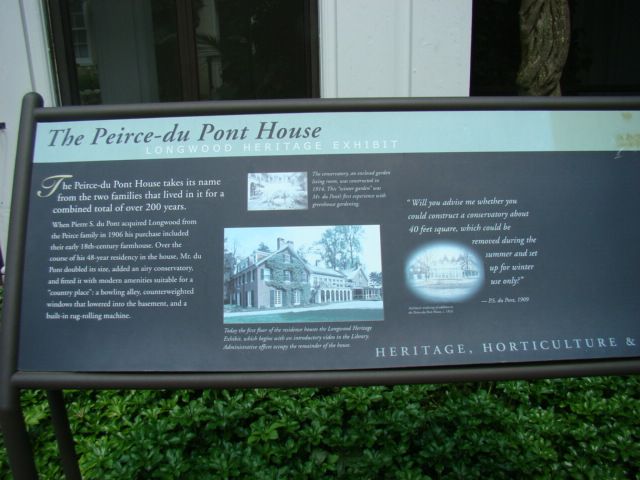 The Peirce-du Pont House
LONGWOOD HERITAGE EXHIBIT
The Peirce-du Pont House takes its name
from the two families that lived in it for a
combined total of over 200 years.
When Pierre S. du Pont acquired Longwood from
the Peirce family in 1906 his purchase included
their early 18th-century farmhouse. Over the
course of his 48-year residency in the house, Mr. du
Pont doubled its size, added an airy conservatory,
and fitted it with modern amenities suitable for a
"country place": a bowling alley, counterweighted
windows that lowered into the basement, and a
built-in rug-rolling machine.
The conservatory, an enclosed garden
living room, was constructed in
1914. This "winter garden" was
Mr. du Pont's first experience with
greenhouse gardening.
Today the first floor of the residence houses the Longwood Heritage
Exhibit, which begins with an introductory video in the Library.
Administrative offices occupy the remainder of the house.
"Will you advise me whether you
could construct a conservatory about
40 feet square, which could be
removed during the
summer and set
up for winter
use only?"
— P.S. du Pont, 1909
HERITAGE, HORTICULTURE &